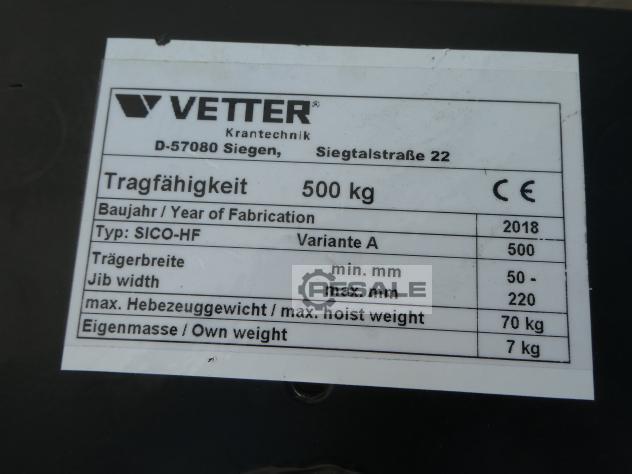 VETTER®
Krantechnik
D-57080 Siegen, Siegtalstraße 22
Tragfähigkeit 500 kg CE
Baujahr / Year of Fabrication 2018
Typ: SICO-HF Variante A 500
Trägerbreite min. mm 50 -
Jib width max. mm 220
RESALE
max. Hebezeuggewicht / max. hoist weight 70 kg
Eigenmasse / Own weight 7 kg